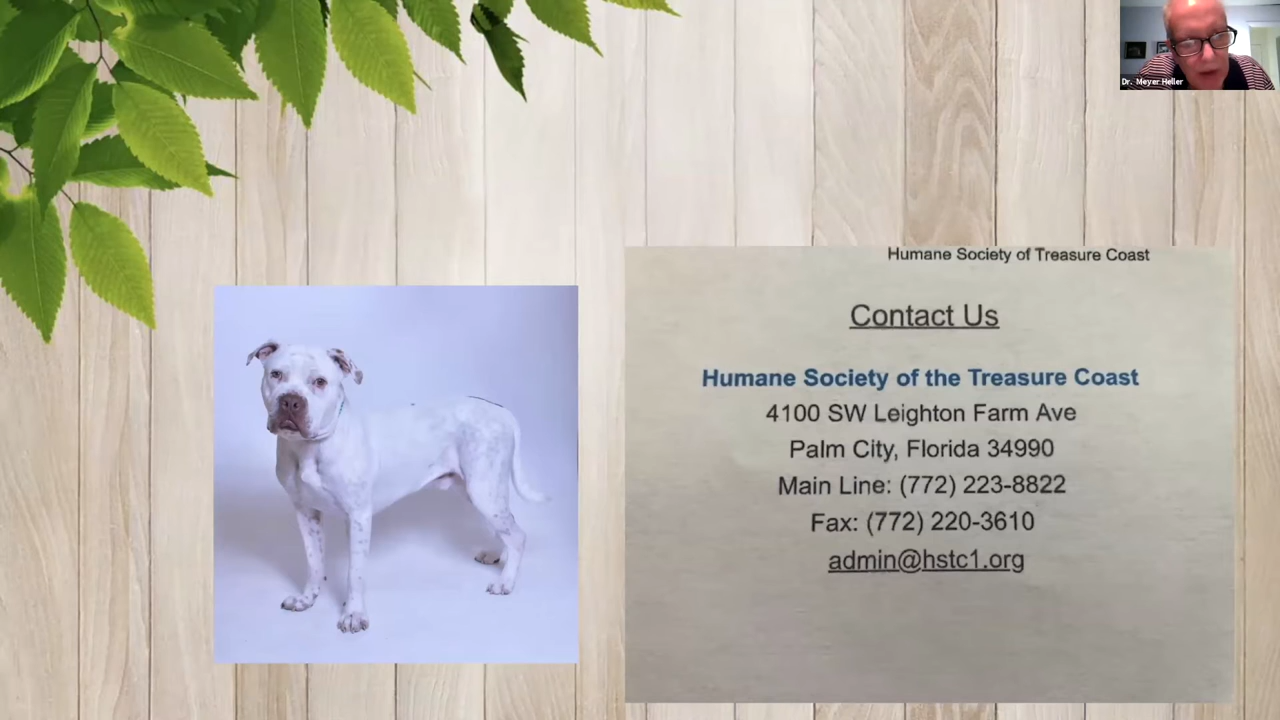 Dr. Meyer Heller
Humane Society of Treasure Coast
Contact Us
Humane Society of the Treasure Coast
4100 SW Leighton Farm Ave
Palm City, Florida 34990
Main Line: (772) 223-8822
Fax: (772) 220-3610
admin@hstc1.org